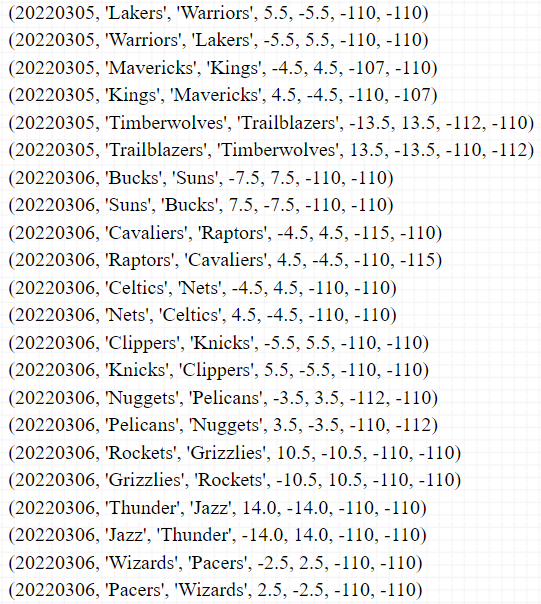 (20220305, 'Lakers', 'Warriors', 5.5, -5.5, -110, -110)
(20220305, 'Warriors', 'Lakers', -5.5, 5.5, -110, -110)
(20220305, 'Mavericks', 'Kings', -4.5, 4.5, -107, -110)
(20220305, 'Kings', 'Mavericks', 4.5, -4.5, -110, -107)
(20220305, 'Timberwolves', 'Trailblazers', -13.5, 13.5, -112, -110)
(20220305, 'Trailblazers', 'Timberwolves', 13.5, -13.5, -110, -112)
(20220306, 'Bucks', 'Suns', -7.5, 7.5, -110, -110)
(20220306, 'Suns', 'Bucks', 7.5, -7.5, -110, -110)
(20220306, 'Cavaliers', 'Raptors', -4.5, 4.5, -115, -110)
(20220306, 'Raptors', 'Cavaliers', 4.5, -4.5, -110, -115)
(20220306, 'Celtics', 'Nets', -4.5, 4.5, -110, -110)
(20220306, 'Nets', 'Celtics', 4.5, -4.5, -110, -110)
(20220306, 'Clippers', 'Knicks', -5.5, 5.5, -110, -110)
(20220306, 'Knicks', 'Clippers', 5.5, -5.5, -110, -110)
(20220306, 'Nuggets', 'Pelicans', -3.5, 3.5, -112, -110)
(20220306, 'Pelicans', 'Nuggets', 3.5, -3.5, -110, -112)
(20220306, 'Rockets', 'Grizzlies', 10.5, -10.5, -110, -110)
(20220306, 'Grizzlies', 'Rockets', -10.5, 10.5, -110, -110)
(20220306, 'Thunder', 'Jazz', 14.0, -14.0, -110, -110)
(20220306, 'Jazz', 'Thunder', -14.0, 14.0, -110, -110)
(20220306, 'Wizards', 'Pacers', -2.5, 2.5, -110, -110)
(20220306, 'Pacers', 'Wizards', 2.5, -2.5, -110, -110)